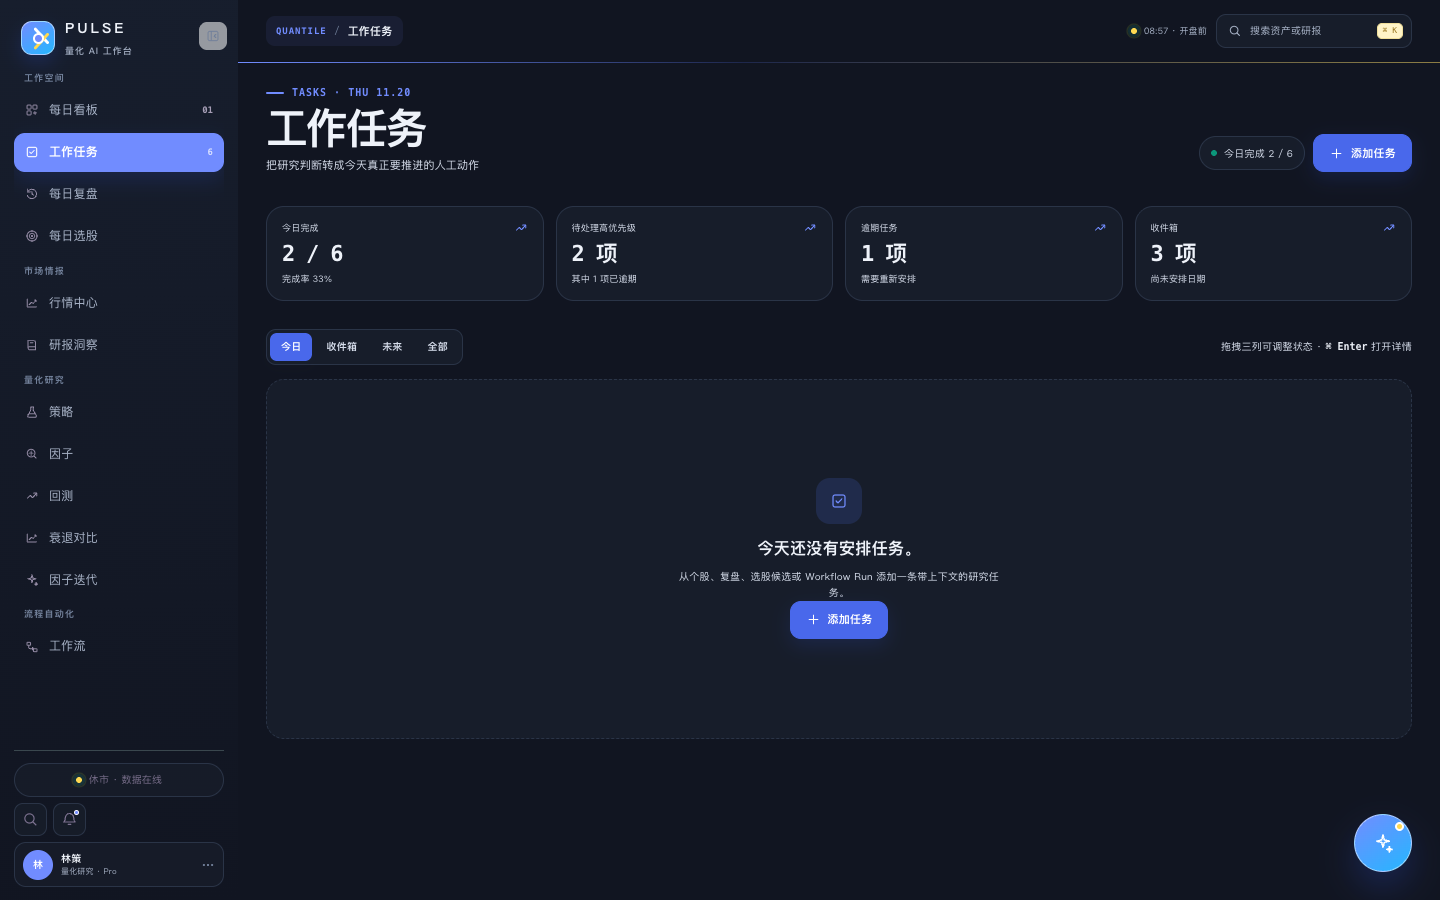 PULSE
量化 AI 工作台
工作空间
每日看板 01
工作任务 6
每日复盘
每日选股
市场情报
行情中心
研报洞察
量化研究
策略
因子
回测
衰退对比
因子迭代
流程自动化
工作流
休市 · 数据在线
林
林策
量化研究 · Pro
QUANTILE / 工作任务
08:57 · 开盘前
搜索资产或研报
⌘ K
TASKS · THU 11.20
工作任务
把研究判断转成今天真正要推进的人工动作
今日完成 2 / 6
添加任务
今日完成
2 / 6
完成率 33%
待处理高优先级
2 项
其中 1 项已逾期
逾期任务
1 项
需要重新安排
收件箱
3 项
尚未安排日期
今日 收件箱 未来 全部
拖拽三列可调整状态 · ⌘ Enter 打开详情
今天还没有安排任务。
从个股、复盘、选股候选或 Workflow Run 添加一条带上下文的研究任
务。
添加任务